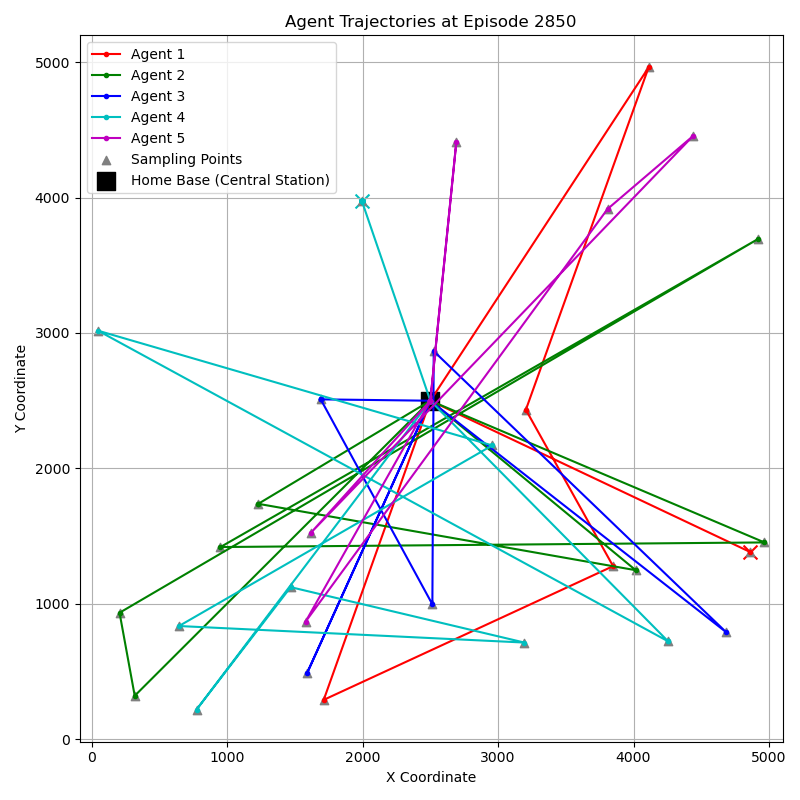 Agent Trajectories at Episode 2850
Agent 1
Agent 2
Agent 3
Agent 4
Agent 5
Sampling Points
Home Base (Central Station)
Y Coordinate
5000
4000
3000
2000
1000
0
0 1000 2000 3000 4000 5000
X Coordinate